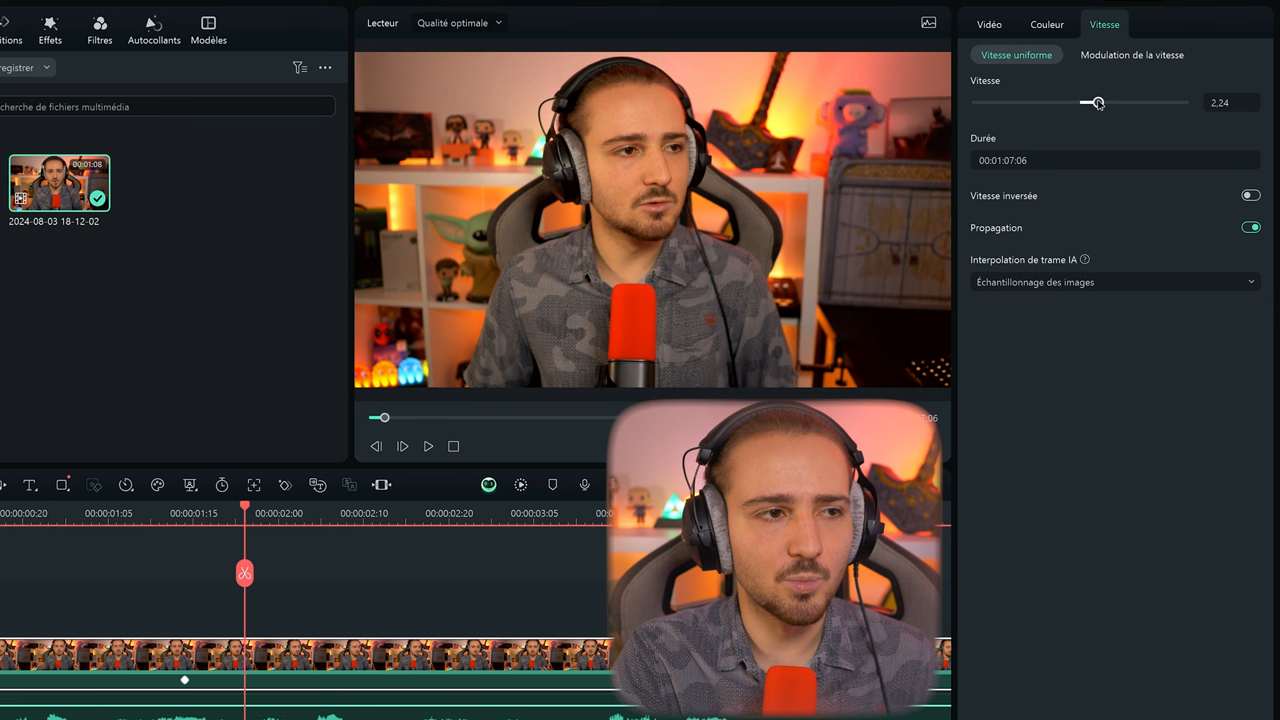 itions
Effets
Filtres
Autocollants
Modèles
registrer
cherche de fichiers multimédia
00:01:08
2024-08-03 18-12-02
Lecteur
Qualité optimale
:06
Vidéo
Couleur
Vitesse
Vitesse uniforme
Modulation de la vitesse
Vitesse
2,24
Durée
00:01:07:06
Vitesse inversée
Propagation
Interpolation de trame IA
Échantillonnage des images
00:00:00:20
00:00:01:05
00:00:01:15
00:00:02:00
00:00:02:10
00:00:02:20
00:00:03:05
00:0